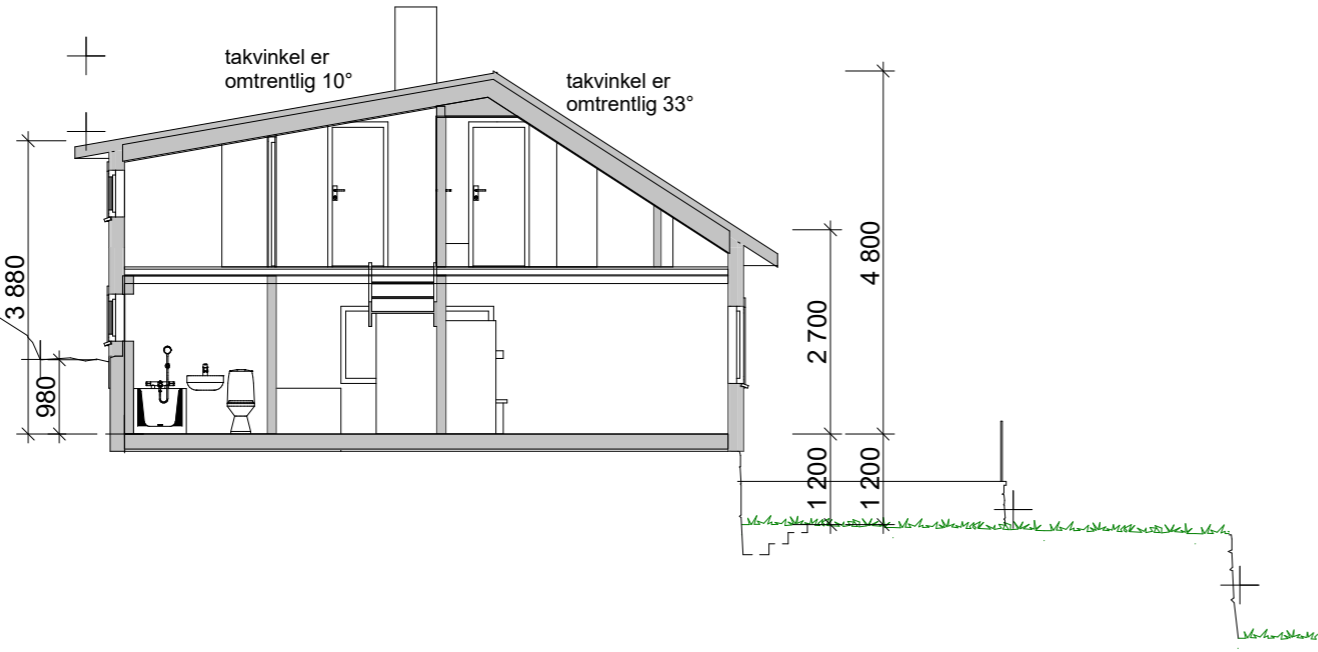 takvinkel er
omtrentlig 10°
takvinkel er
omtrentlig 33°
3 880
980
2 700
4 800
1 200
1 200